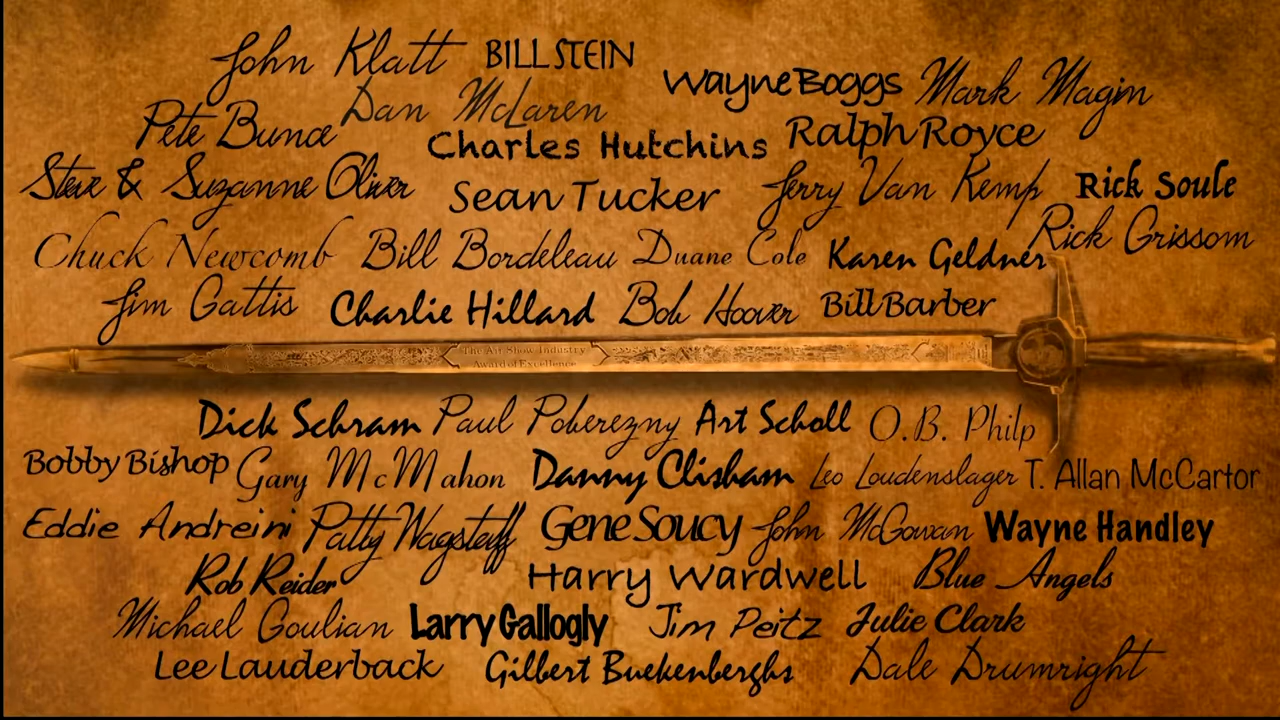 John Klatt BILL STEIN
Wayne Boggs Mark Magin
Dan McLaren
Pete Bunce Charles Hutchins Ralph Royce
Steve & Suzanne Oliver Sean Tucker Jerry Van Kemp Rick Soule
Chuck Newcomb Bill Bordeleau Duane Cole Karen Geldner Rick Grissom
Jim Gattis Charlie Hillard Bob Hoover Bill Barber
The Air Show Industry
Award of Excellence
Dick Schram Paul Poberezny Art Scholl O.B. Philp
Bobby Bishop Gary McMahon Danny Clisham Leo Loudenslager T. Allan McCartor
Eddie Andreini Patty Wagstaff Gene Soucy John McGowan Wayne Handley
Rob Reider Harry Wardwell Blue Angels
Michael Goulian Larry Gallogly Jim Peitz Julie Clark
Lee Lauderback Gilbert Buekenberghs Dale Drumright